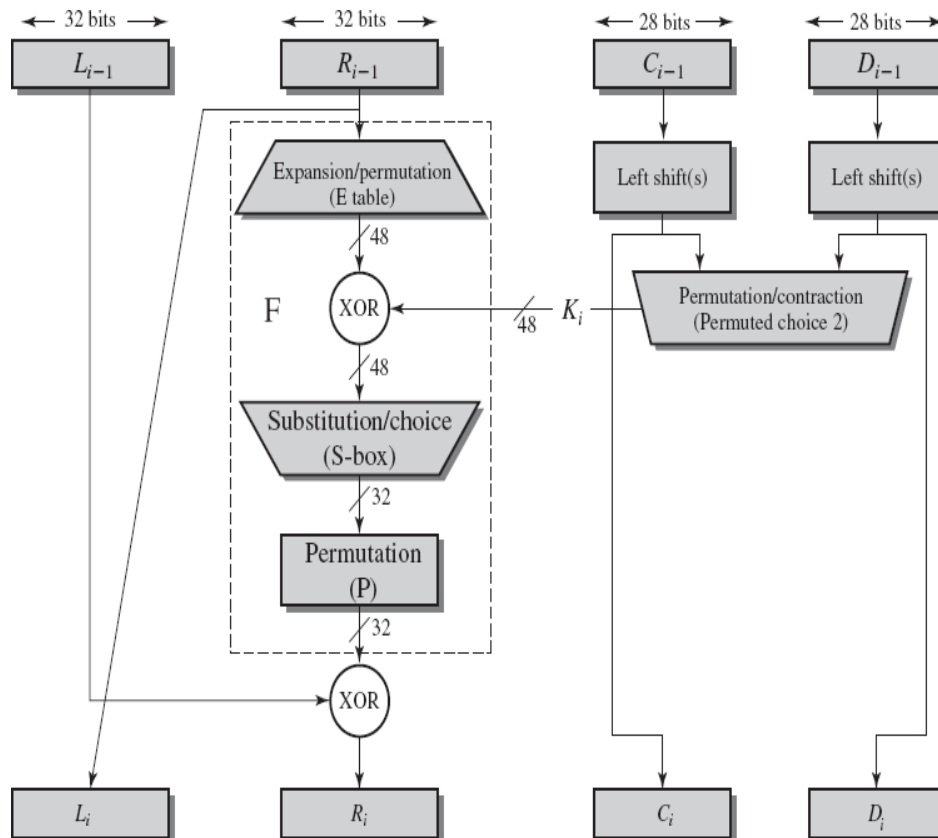 32 bits
32 bits
28 bits
28 bits
L_{i−1}
R_{i−1}
C_{i−1}
D_{i−1}
Expansion/permutation
(E table)
Left shift(s)
Left shift(s)
48
F
XOR
48
K_i
Permutation/contraction
(Permuted choice 2)
48
Substitution/choice
(S-box)
32
Permutation
(P)
32
XOR
L_i
R_i
C_i
D_i